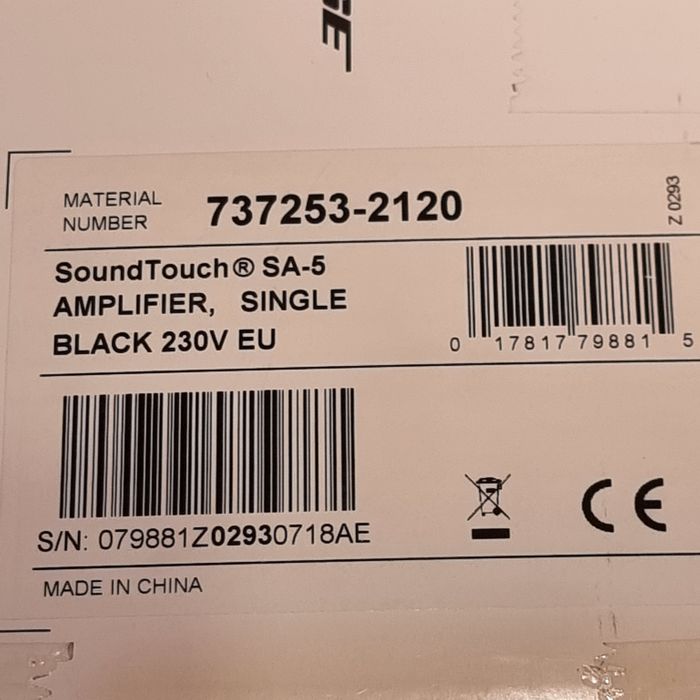 SE
MATERIAL NUMBER 737253-2120
Z 0293
SoundTouch® SA-5
AMPLIFIER, SINGLE
BLACK 230V EU
0 17817 79881 5
S/N: 079881Z02930718AE
CE
MADE IN CHINA